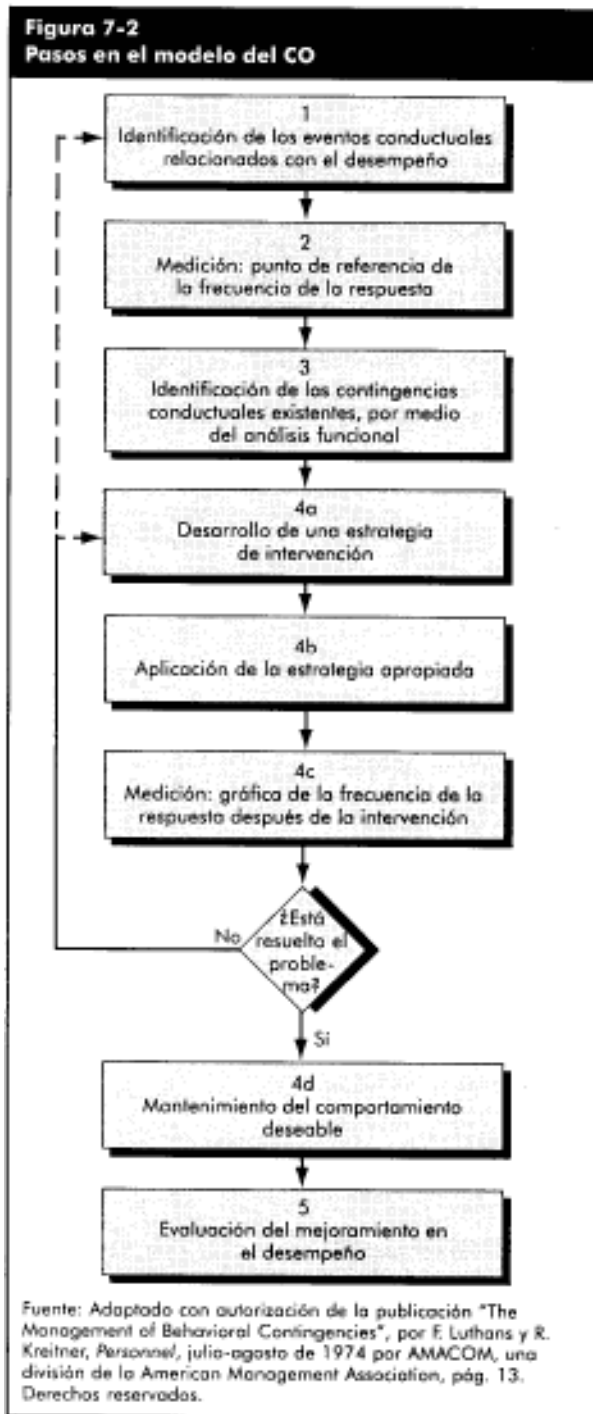 Figura 7-2
Pasos en el modelo del CO
1
Identificación de los eventos conductuales
relacionados con el desempeño
2
Medición: punto de referencia de
la frecuencia de la respuesta
3
Identificación de las contingencias
conductuales existentes, por medio
del análisis funcional
4a
Desarrollo de una estrategia
de intervención
4b
Aplicación de la estrategia apropiada
4c
Medición: gráfica de la frecuencia de la
respuesta después de la intervención
¿Está
No resuelto el
proble-
ma?
Sí
4d
Mantenimiento del comportamiento
deseable
5
Evaluación del mejoramiento en
el desempeño
Fuente: Adaptado con autorización de la publicación "The
Management of Behavioral Contingencies", por F. Luthans y R.
Kreitner, Personnel, julio-agosto de 1974 por AMACOM, una
división de la American Management Association, pág. 13.
Derechos reservados.